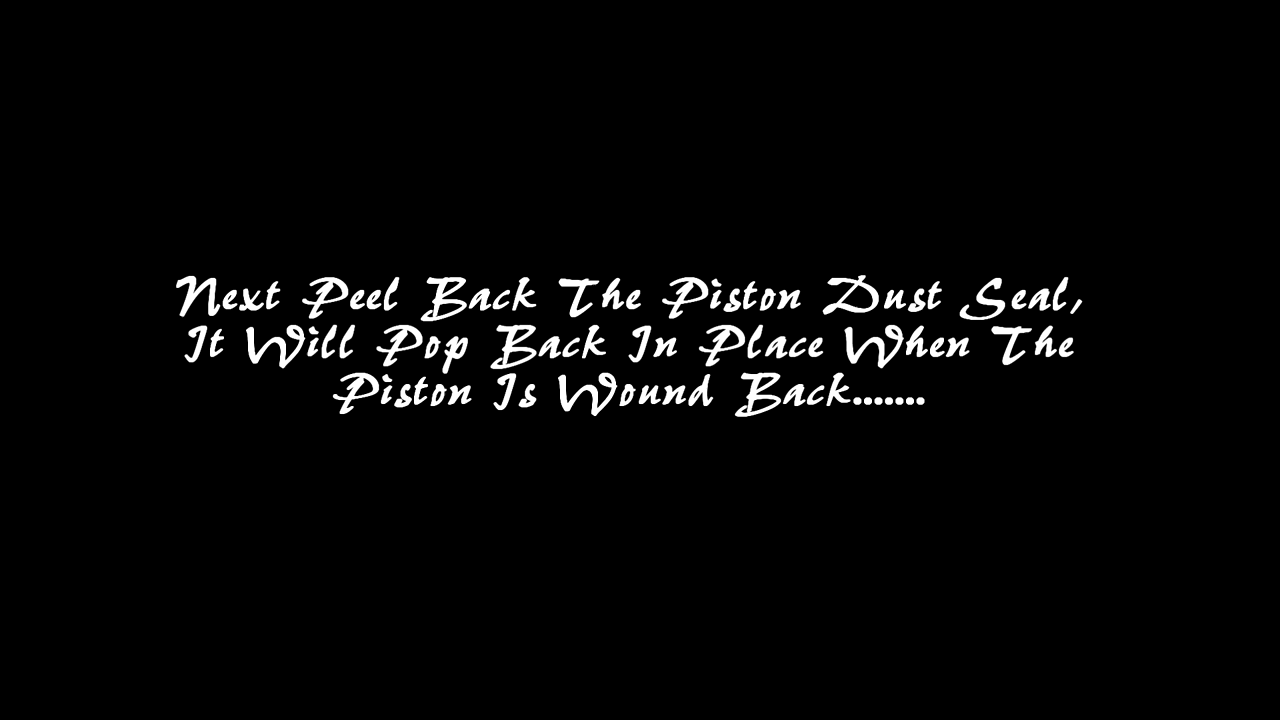 Next Peel Back The Piston Dust Seal,
It Will Pop Back In Place When The
Piston Is Wound Back.......